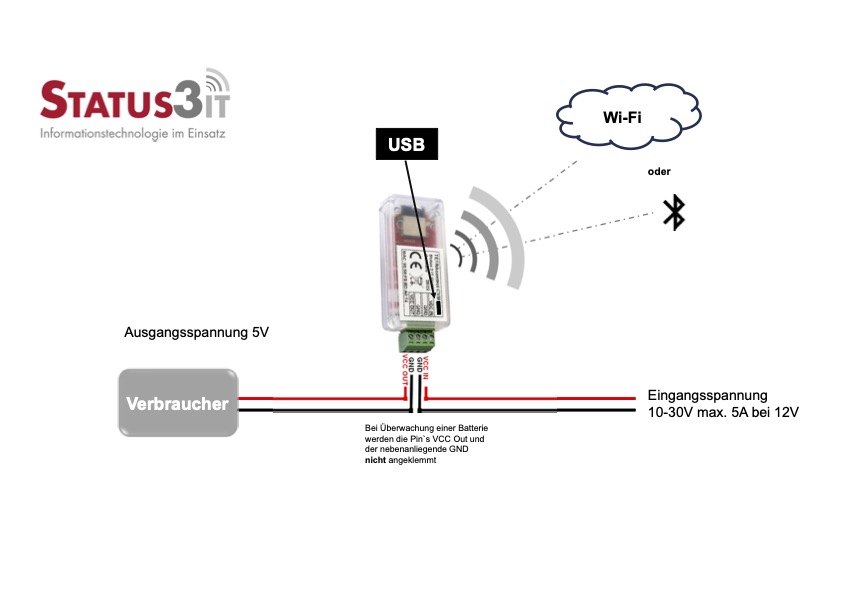 STATUS3IT
Informationstechnologie im Einsatz
Wi-Fi
USB
oder
CE
Ausgangsspannung 5V
VCC OUT
GND
GND
VCC IN
Verbraucher
Eingangsspannung
10-30V max. 5A bei 12V
Bei Überwachung einer Batterie
werden die Pin`s VCC Out und
der nebenanliegende GND
nicht angeklemmt